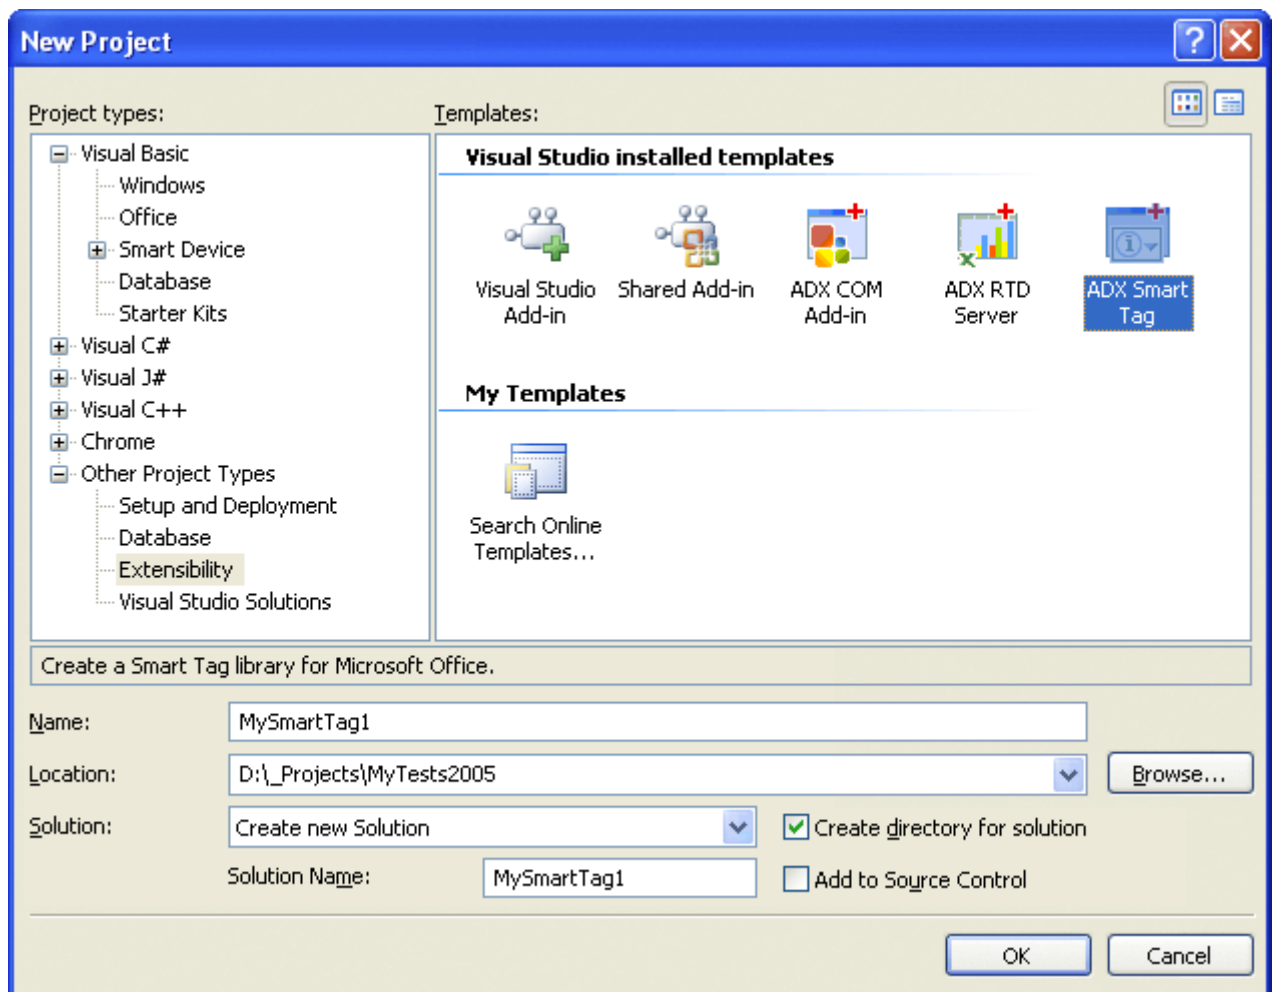 New Project
Project types:
Templates:
Visual Basic
Windows
Office
Smart Device
Database
Starter Kits
Visual C#
Visual J#
Visual C++
Chrome
Other Project Types
Setup and Deployment
Database
Extensibility
Visual Studio Solutions
Visual Studio installed templates
Visual Studio
Add-in
Shared Add-in
ADX COM
Add-in
ADX RTD
Server
ADX Smart
Tag
My Templates
Search Online
Templates...
Create a Smart Tag library for Microsoft Office.
Name:
MySmartTag1
Location:
D:\_Projects\MyTests2005
Browse...
Solution:
Create new Solution
Create directory for solution
Solution Name:
MySmartTag1
Add to Source Control
OK
Cancel